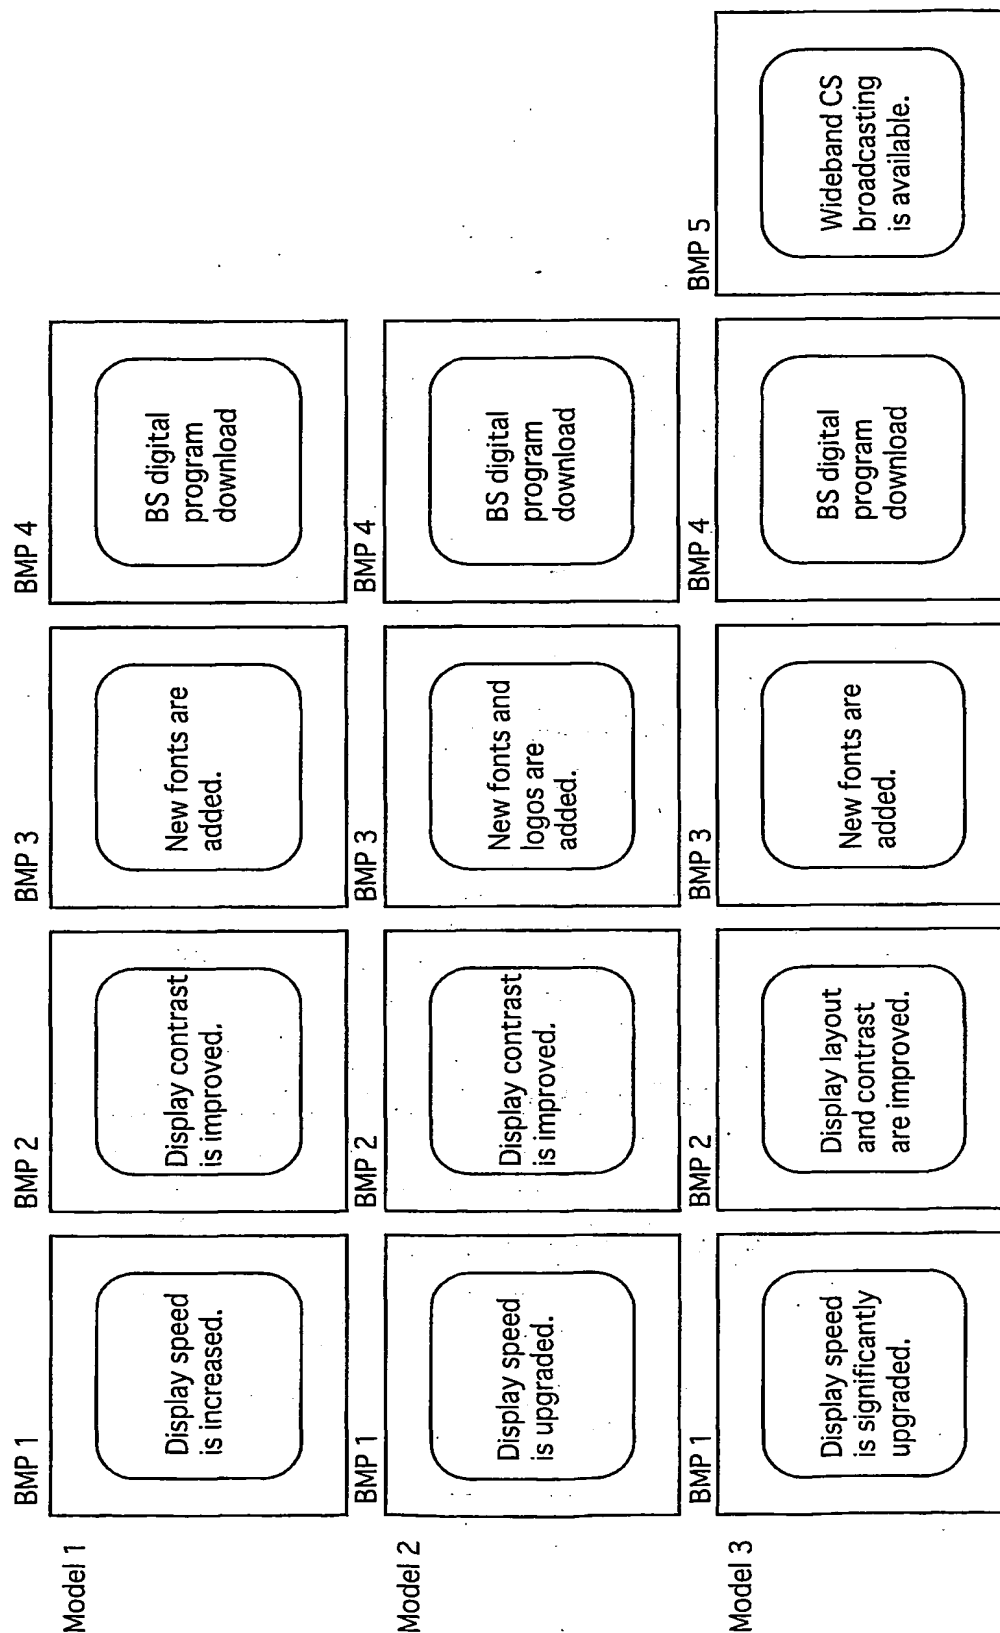 Model 1
BMP 1
Display speed
is increased.
BMP 2
Display contrast
is improved.
BMP 3
New fonts are
added.
BMP 4
BS digital
program
download
Model 2
BMP 1
Display speed
is upgraded.
BMP 2
Display contrast
is improved.
BMP 3
New fonts and
logos are
added.
BMP 4
BS digital
program
download
Model 3
BMP 1
Display speed
is significantly
upgraded.
BMP 2
Display layout
and contrast
are improved.
BMP 3
New fonts are
added.
BMP 4
BS digital
program
download
BMP 5
Wideband CS
broadcasting
is available.